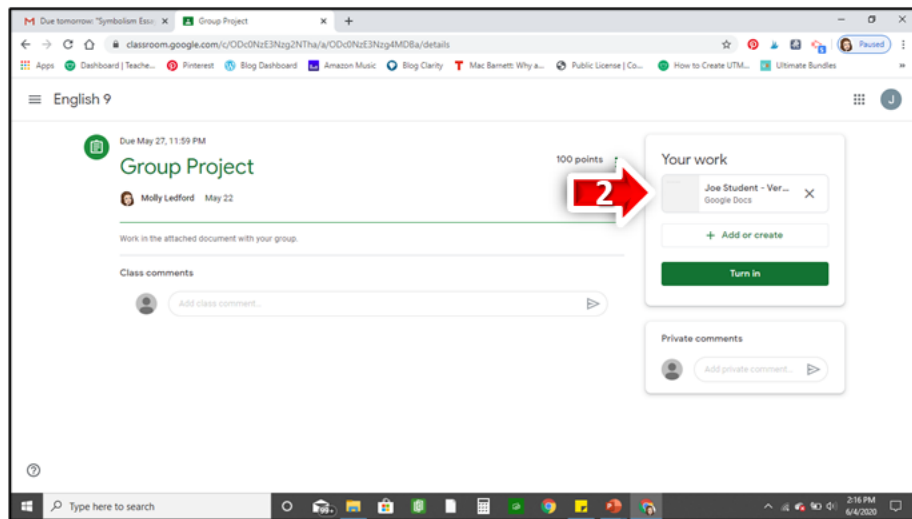 Due tomorrow: "Symbolism Essa
Group Project
classroom.google.com/c/ODc0NzE3Nzg2NTha/a/ODc0NzE3Nzg4MDBa/details
Paused
Apps
Dashboard | Teache...
Pinterest
Blog Dashboard
Amazon Music
Blog Clarity
Mac Barnett: Why a...
Public License | Co...
How to Create UTM...
Ultimate Bundles
»
English 9
J
Due May 27, 11:59 PM
Group Project
100 points
Molly Ledford May 22
Work in the attached document with your group.
Class comments
Add class comment...
2
Your work
Joe Student - Ver...
Google Docs
+ Add or create
Turn in
Private comments
Add private comment...
Type here to search
99+
2:16 PM
6/4/2020